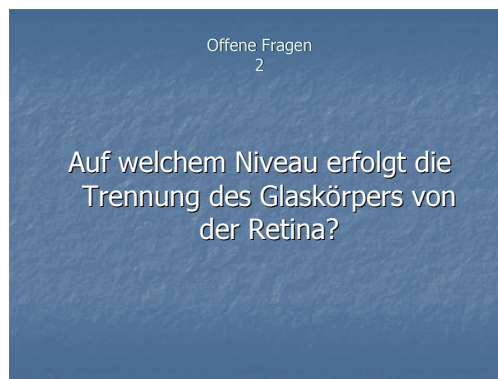 Offene Fragen
2
Auf welchem Niveau erfolgt die
Trennung des Glaskörpers von
der Retina?